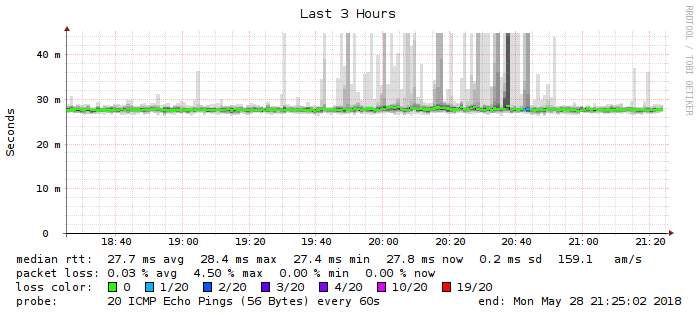 Last 3 Hours
RRDTOOL / TOBI OETIKER
Seconds
40 m
30 m
20 m
10 m
0
18:40 19:00 19:20 19:40 20:00 20:20 20:40 21:00 21:20
median rtt: 27.7 ms avg 28.4 ms max 27.4 ms min 27.8 ms now 0.2 ms sd 159.1 am/s
packet loss: 0.03 % avg 4.50 % max 0.00 % min 0.00 % now
loss color: 0 1/20 2/20 3/20 4/20 10/20 19/20
probe: 20 ICMP Echo Pings (56 Bytes) every 60s end: Mon May 28 21:25:02 2018